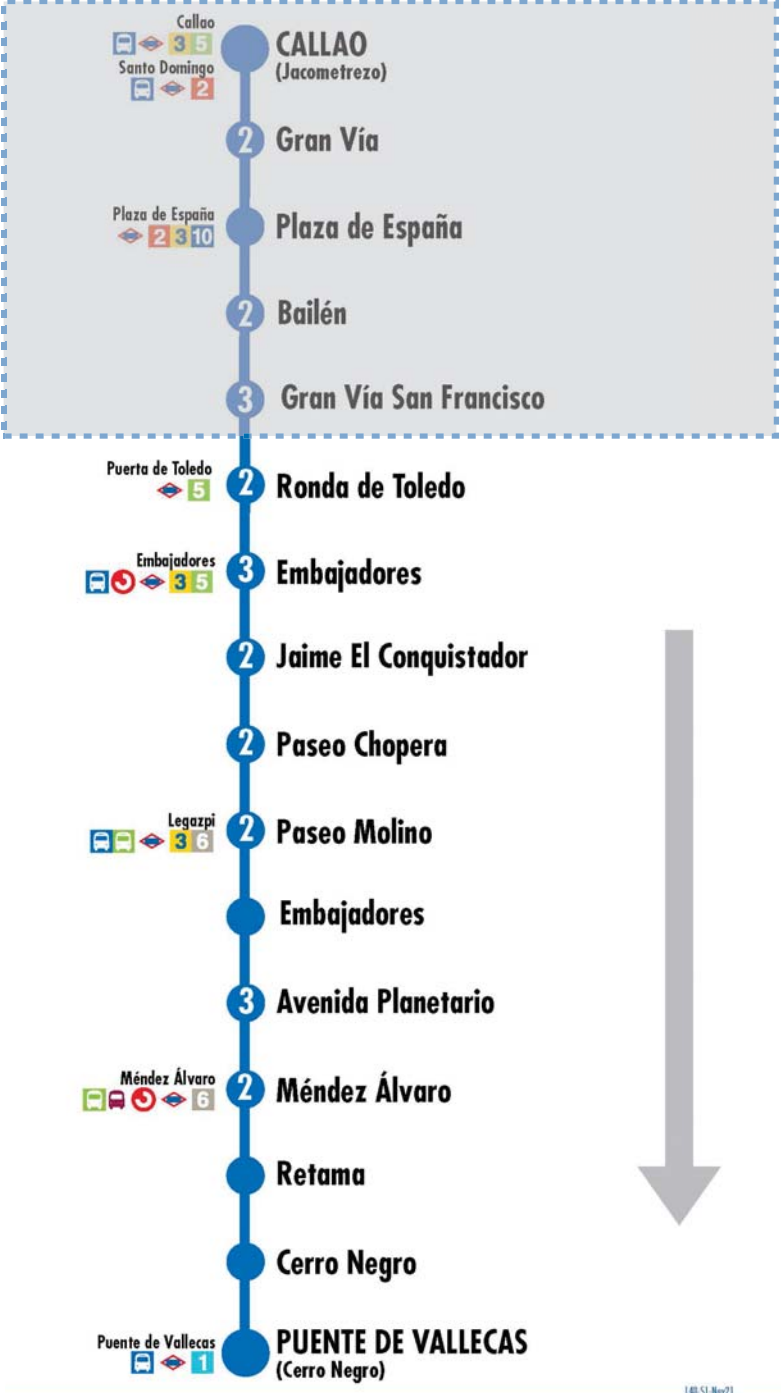 Callao
3 5
CALLAO
(Jacometrezo)
Santo Domingo
2
2 Gran Vía
Plaza de España
2 3 10
Plaza de España
2 Bailén
3 Gran Vía San Francisco
Puerta de Toledo
5
2 Ronda de Toledo
Embajadores
3 5
3 Embajadores
2 Jaime El Conquistador
2 Paseo Chopera
Legazpi
3 6
2 Paseo Molino
Embajadores
3 Avenida Planetario
Méndez Álvaro
6
2 Méndez Álvaro
Retama
Cerro Negro
Puente de Vallecas
1
PUENTE DE VALLECAS
(Cerro Negro)